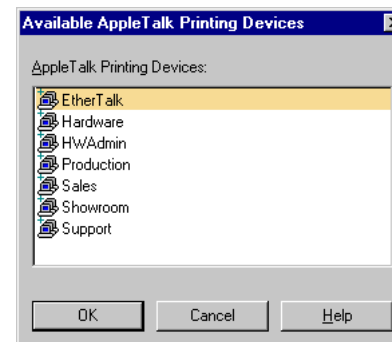 Available AppleTalk Printing Devices
AppleTalk Printing Devices:
EtherTalk
Hardware
HWAdmin
Production
Sales
Showroom
Support
OK Cancel Help